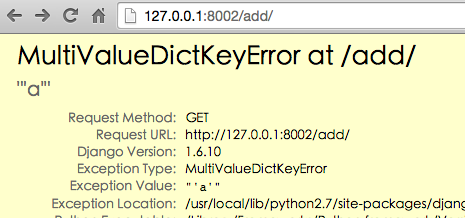 127.0.0.1:8002/add/
MultiValueDictKeyError at /add/
"'a'"
Request Method: GET
Request URL: http://127.0.0.1:8002/add/
Django Version: 1.6.10
Exception Type: MultiValueDictKeyError
Exception Value: "'a'"
Exception Location: /usr/local/lib/python2.7/site-packages/djang